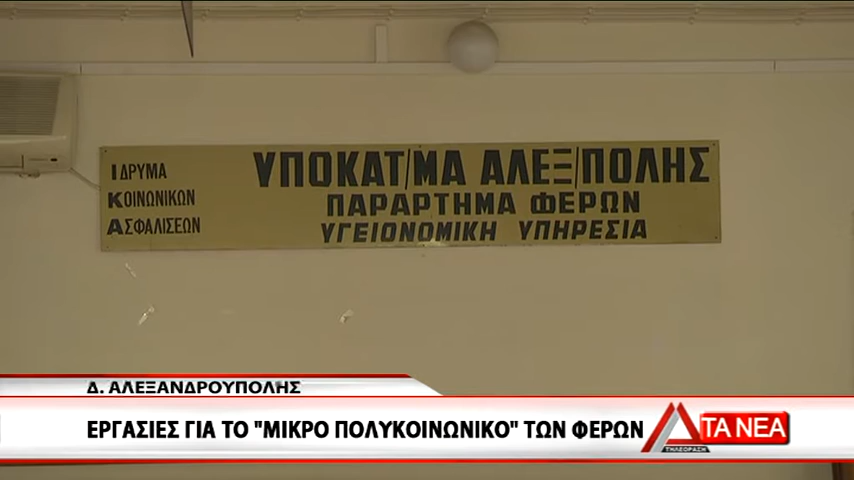 ΙΔΡΥΜΑ
ΚΟΙΝΩΝΙΚΩΝ
ΑΣΦΑΛΙΣΕΩΝ
ΥΠΟΚΑΤ/ΜΑ ΑΛΕΞ/ΠΟΛΗΣ
ΠΑΡΑΡΤΗΜΑ ΦΕΡΩΝ
ΥΓΕΙΟΝΟΜΙΚΗ ΥΠΗΡΕΣΙΑ
Δ. ΑΛΕΞΑΝΔΡΟΥΠΟΛΗΣ
ΕΡΓΑΣΙΕΣ ΓΙΑ ΤΟ "ΜΙΚΡΟ ΠΟΛΥΚΟΙΝΩΝΙΚΟ" ΤΩΝ ΦΕΡΩΝ
ΤΗΛΕΟΡΑΣΗ
ΤΑ ΝΕΑ